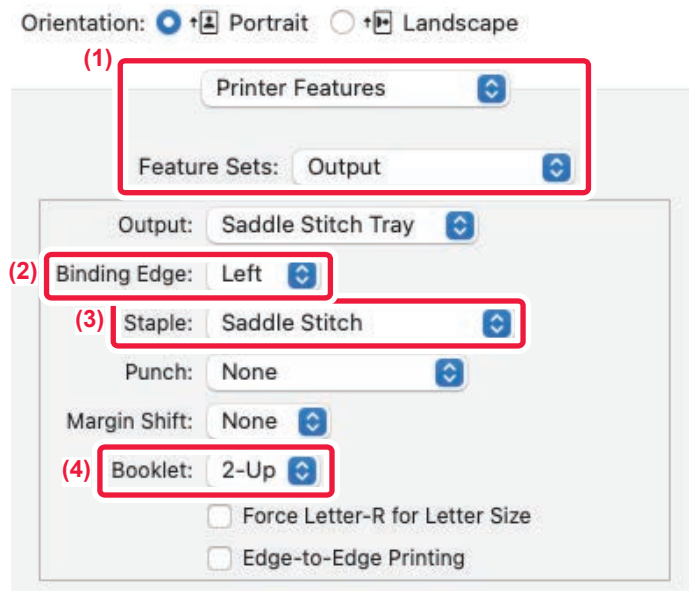 Orientation: Portrait Landscape
(1)
Printer Features
Feature Sets: Output
Output: Saddle Stitch Tray
(2) Binding Edge: Left
(3) Staple: Saddle Stitch
Punch: None
Margin Shift: None
(4) Booklet: 2-Up
Force Letter-R for Letter Size
Edge-to-Edge Printing